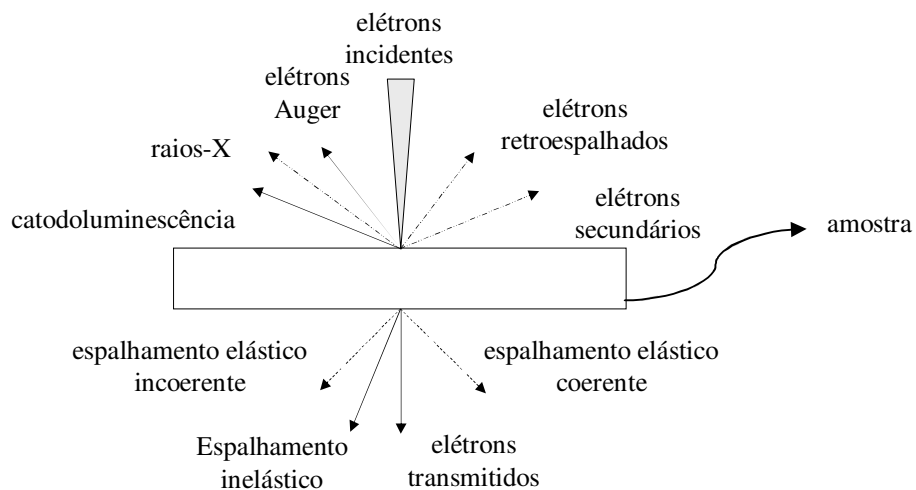 elétrons
incidentes
elétrons
Auger
elétrons
retroespalhados
raios-X
elétrons
secundários
catodoluminescência
amostra
espalhamento elástico
incoerente
espalhamento elástico
coerente
Espalhamento
inelástico
elétrons
transmitidos